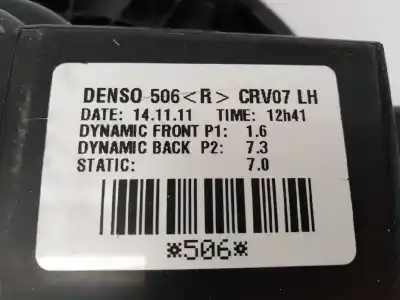 DENSO 506<R> CRV07 LH
DATE: 14.11.11 TIME: 12h41
DYNAMIC FRONT P1: 1.6
DYNAMIC BACK P2: 7.3
STATIC: 7.0
*506*